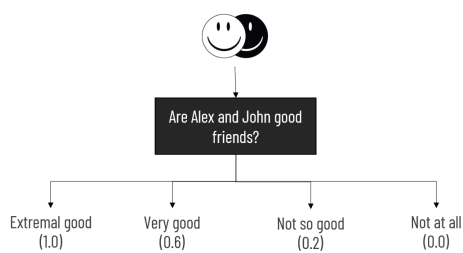 Are Alex and John good
friends?
Extremal good
(1.0)
Very good
(0.6)
Not so good
(0.2)
Not at all
(0.0)